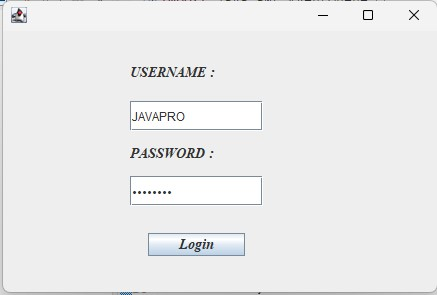 USERNAME :
JAVAPRO
PASSWORD :
••••••••
Login